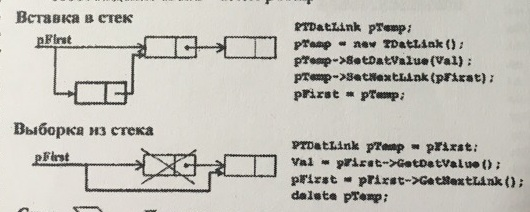 Вставка в стек
pFirst
PTDatLink pTemp;
pTemp = new TDatLink();
pTemp->SetDatValue(Val);
pTemp->SetNextLink(pFirst);
pFirst = pTemp;
Выборка из стека
pFirst
PTDatLink pTemp = pFirst;
Val = pFirst->GetDatValue();
pFirst = pFirst->GetNextLink();
delete pTemp;